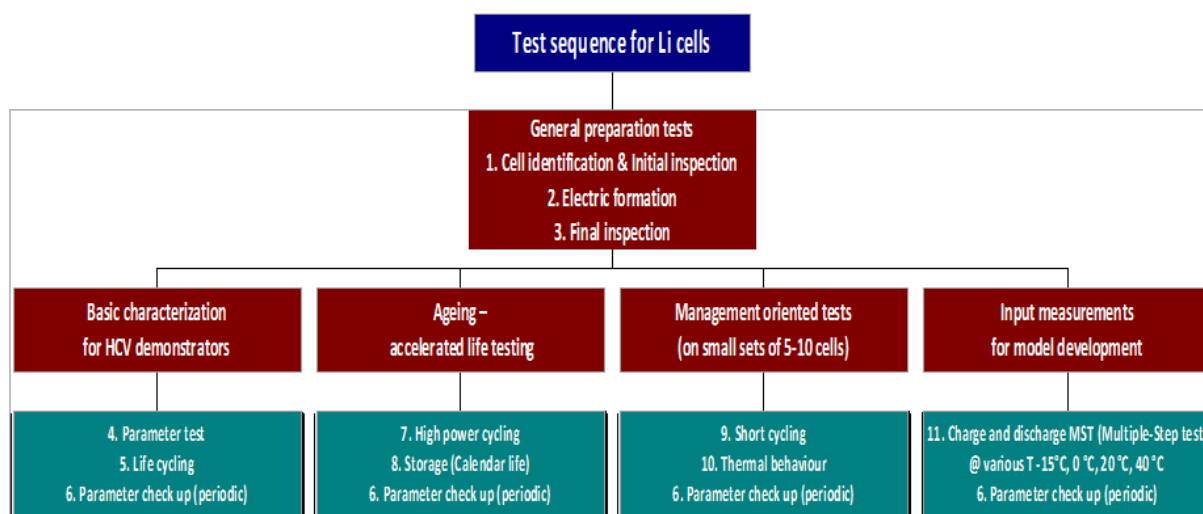 Test sequence for Li cells
General preparation tests
1. Cell identification & Initial inspection
2. Electric formation
3. Final inspection
Basic characterization
for HCV demonstrators
Ageing –
accelerated life testing
Management oriented tests
(on small sets of 5-10 cells)
Input measurements
for model development
4. Parameter test
5. Life cycling
6. Parameter check up (periodic)
7. High power cycling
8. Storage (Calendar life)
6. Parameter check up (periodic)
9. Short cycling
10. Thermal behaviour
6. Parameter check up (periodic)
11. Charge and discharge MST (Multiple-Step test
@ various T -15°C, 0 °C, 20 °C, 40 °C
6. Parameter check up (periodic)